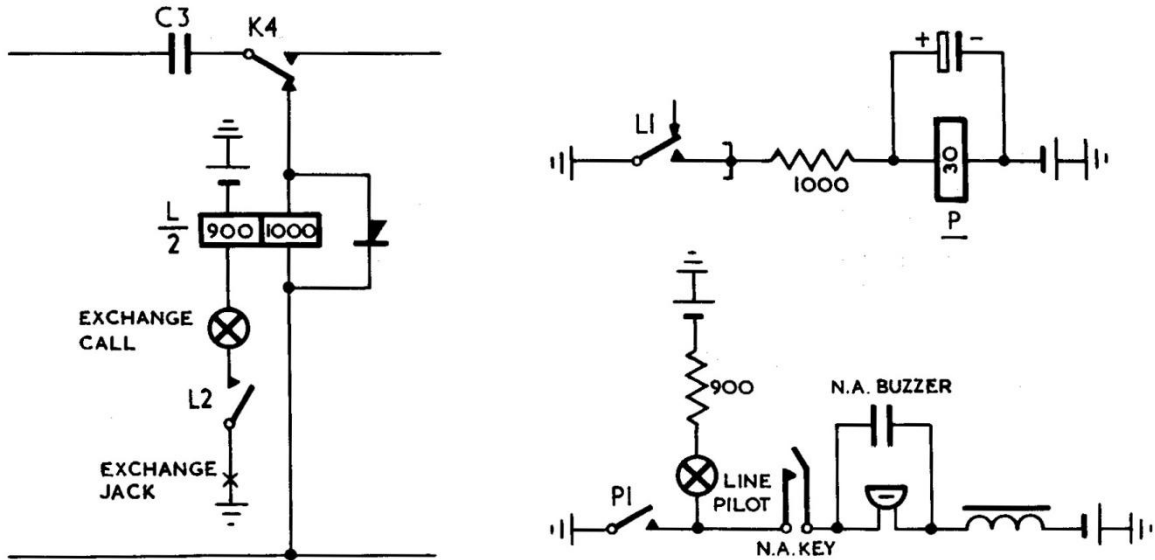 C3
K4
L
2
900
1000
EXCHANGE
CALL
L2
EXCHANGE
JACK
L1
1000
+
-
30
P
900
LINE
PILOT
P1
N.A. KEY
N.A. BUZZER